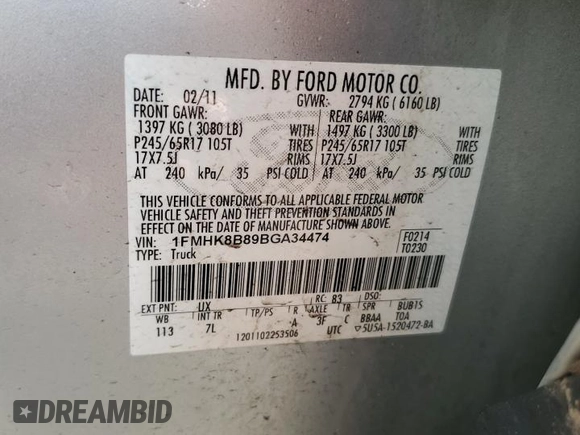 MFD. BY FORD MOTOR CO.
DATE: 02/11 GVWR: 2794 KG ( 6160 LB)
FRONT GAWR: REAR GAWR:
1397 KG ( 3080 LB) WITH 1497 KG ( 3300 LB) WITH
P245/65R17 105T TIRES P245/65R17 105T TIRES
17X7.5J RIMS 17X7.5J RIMS
AT 240 kPa/ 35 PSI COLD AT 240 kPa/ 35 PSI COLD
THIS VEHICLE CONFORMS TO ALL APPLICABLE FEDERAL MOTOR
VEHICLE SAFETY AND THEFT PREVENTION STANDARDS IN
EFFECT ON THE DATE OF MANUFACTURE SHOWN ABOVE.
VIN: 1FMHK8B89BGA34474 F0214
TYPE: Truck T0230
EXT PNT: UX RC: 83 DSO:
WB INT TR TP/PS R AXLE TR SPR BUB1S
113 7L A 3F C BBAA TOA
1201102253506 UTC ▽5U5A-1520472-BA
DREAMBID